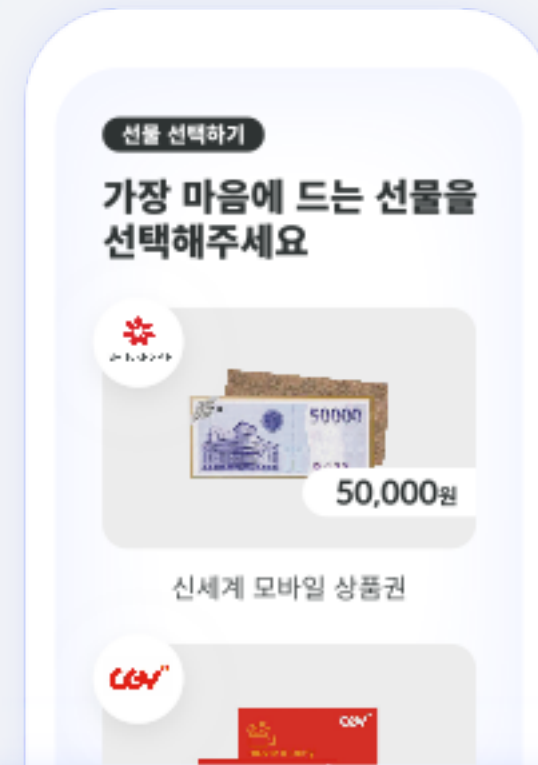 선물 선택하기
가장 마음에 드는 선물을
선택해주세요
50000
50,000원
신세계 모바일 상품권
CGV
CGV